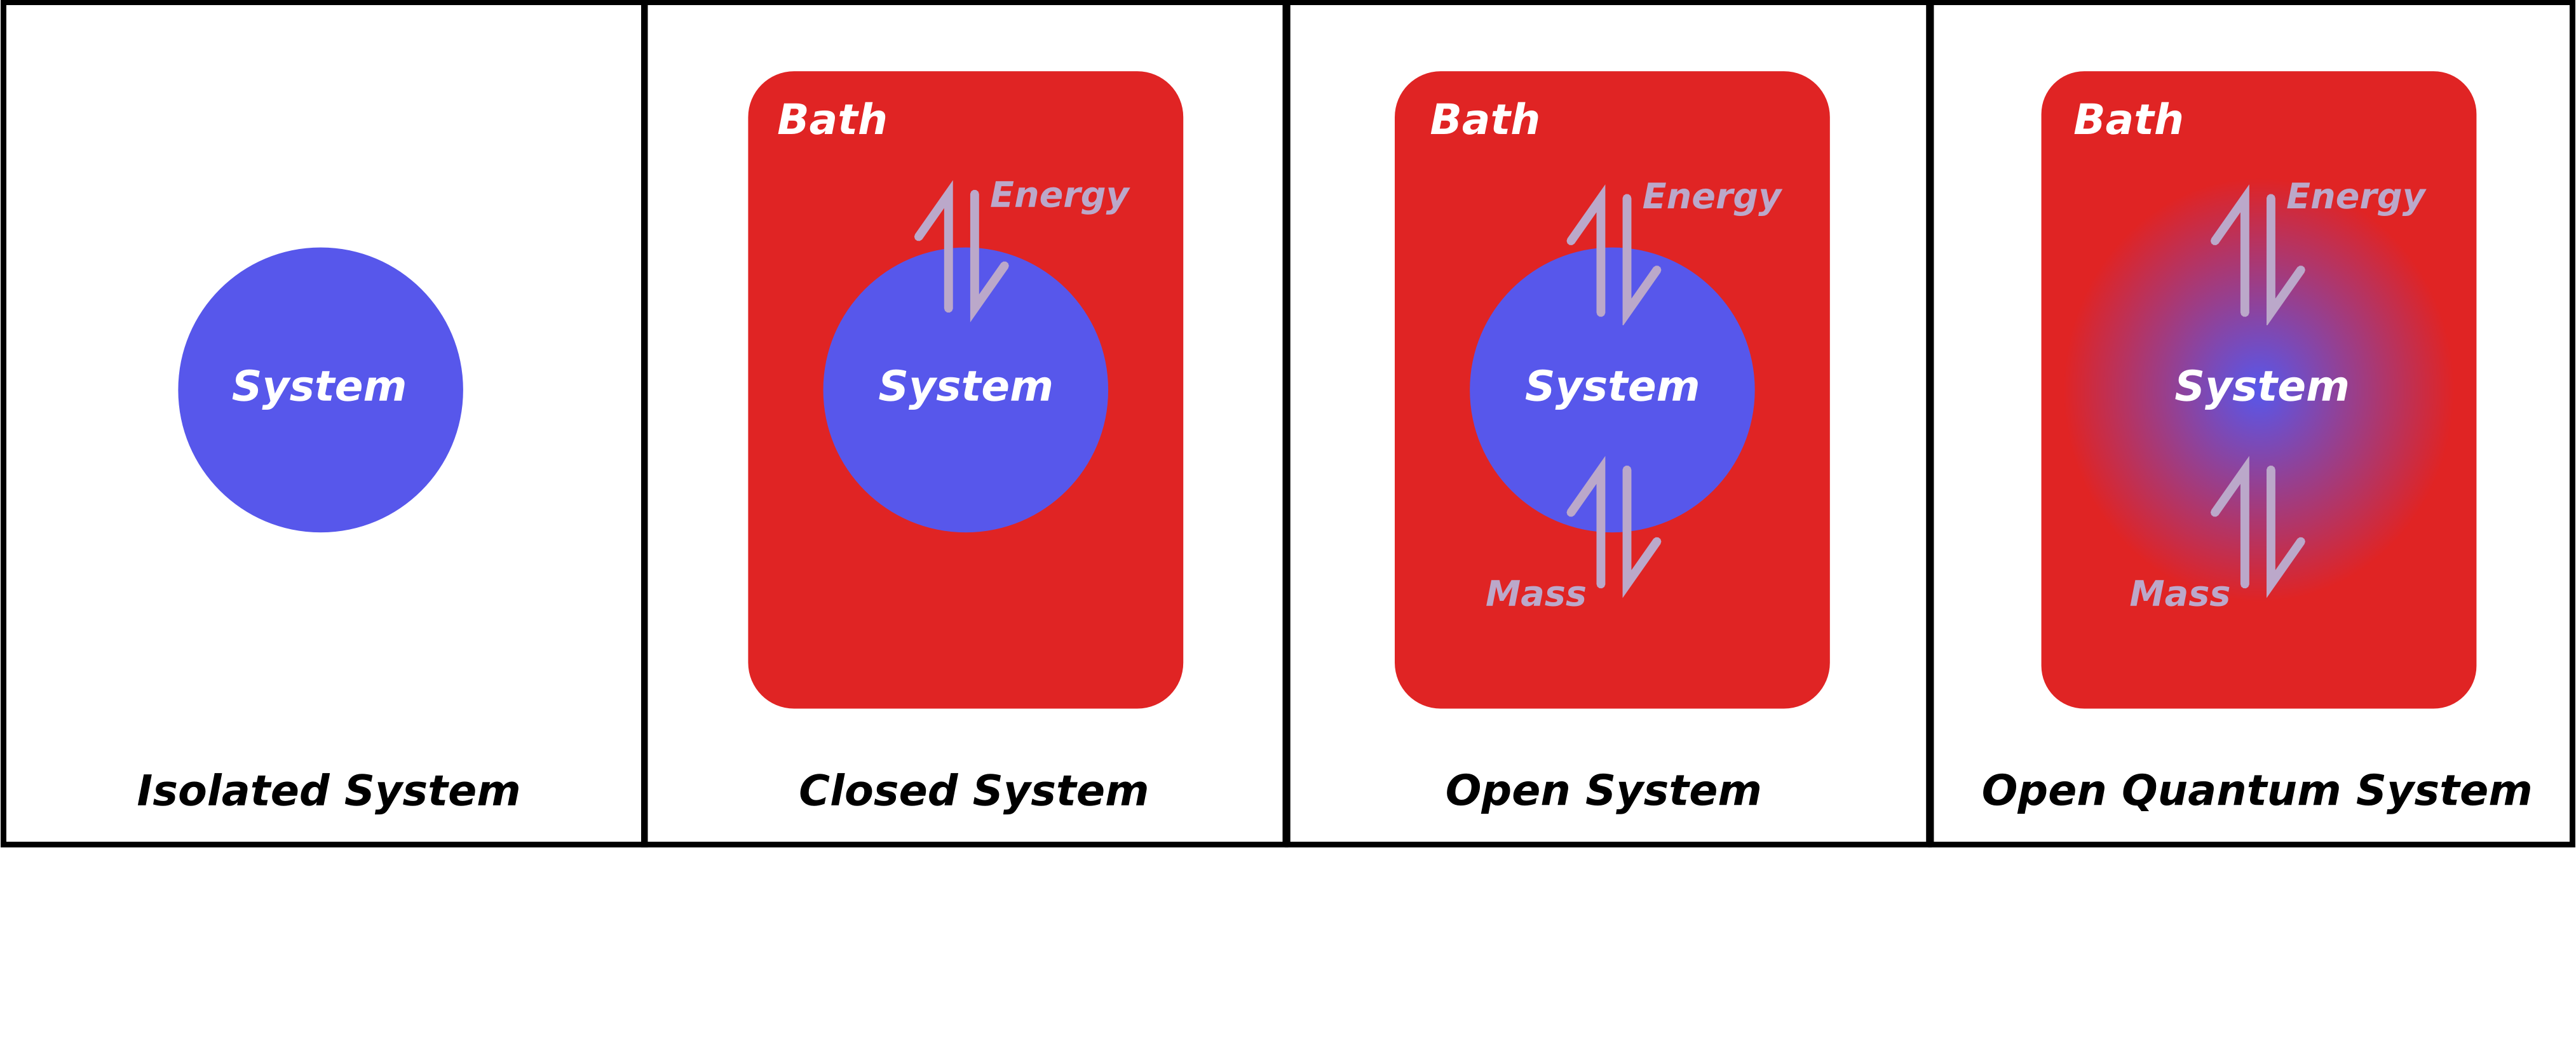 System
Isolated System
Bath
Energy
System
Closed System
Bath
Energy
System
Mass
Open System
Bath
Energy
System
Mass
Open Quantum System